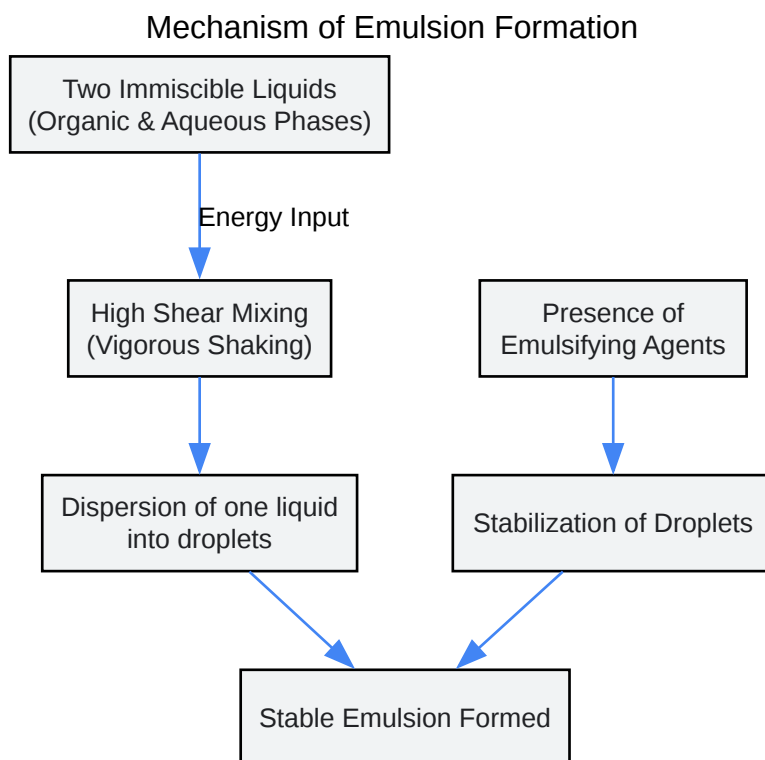 Mechanism of Emulsion Formation
Two Immiscible Liquids
(Organic & Aqueous Phases)
Energy Input
High Shear Mixing
(Vigorous Shaking)
Presence of
Emulsifying Agents
Dispersion of one liquid
into droplets
Stabilization of Droplets
Stable Emulsion Formed